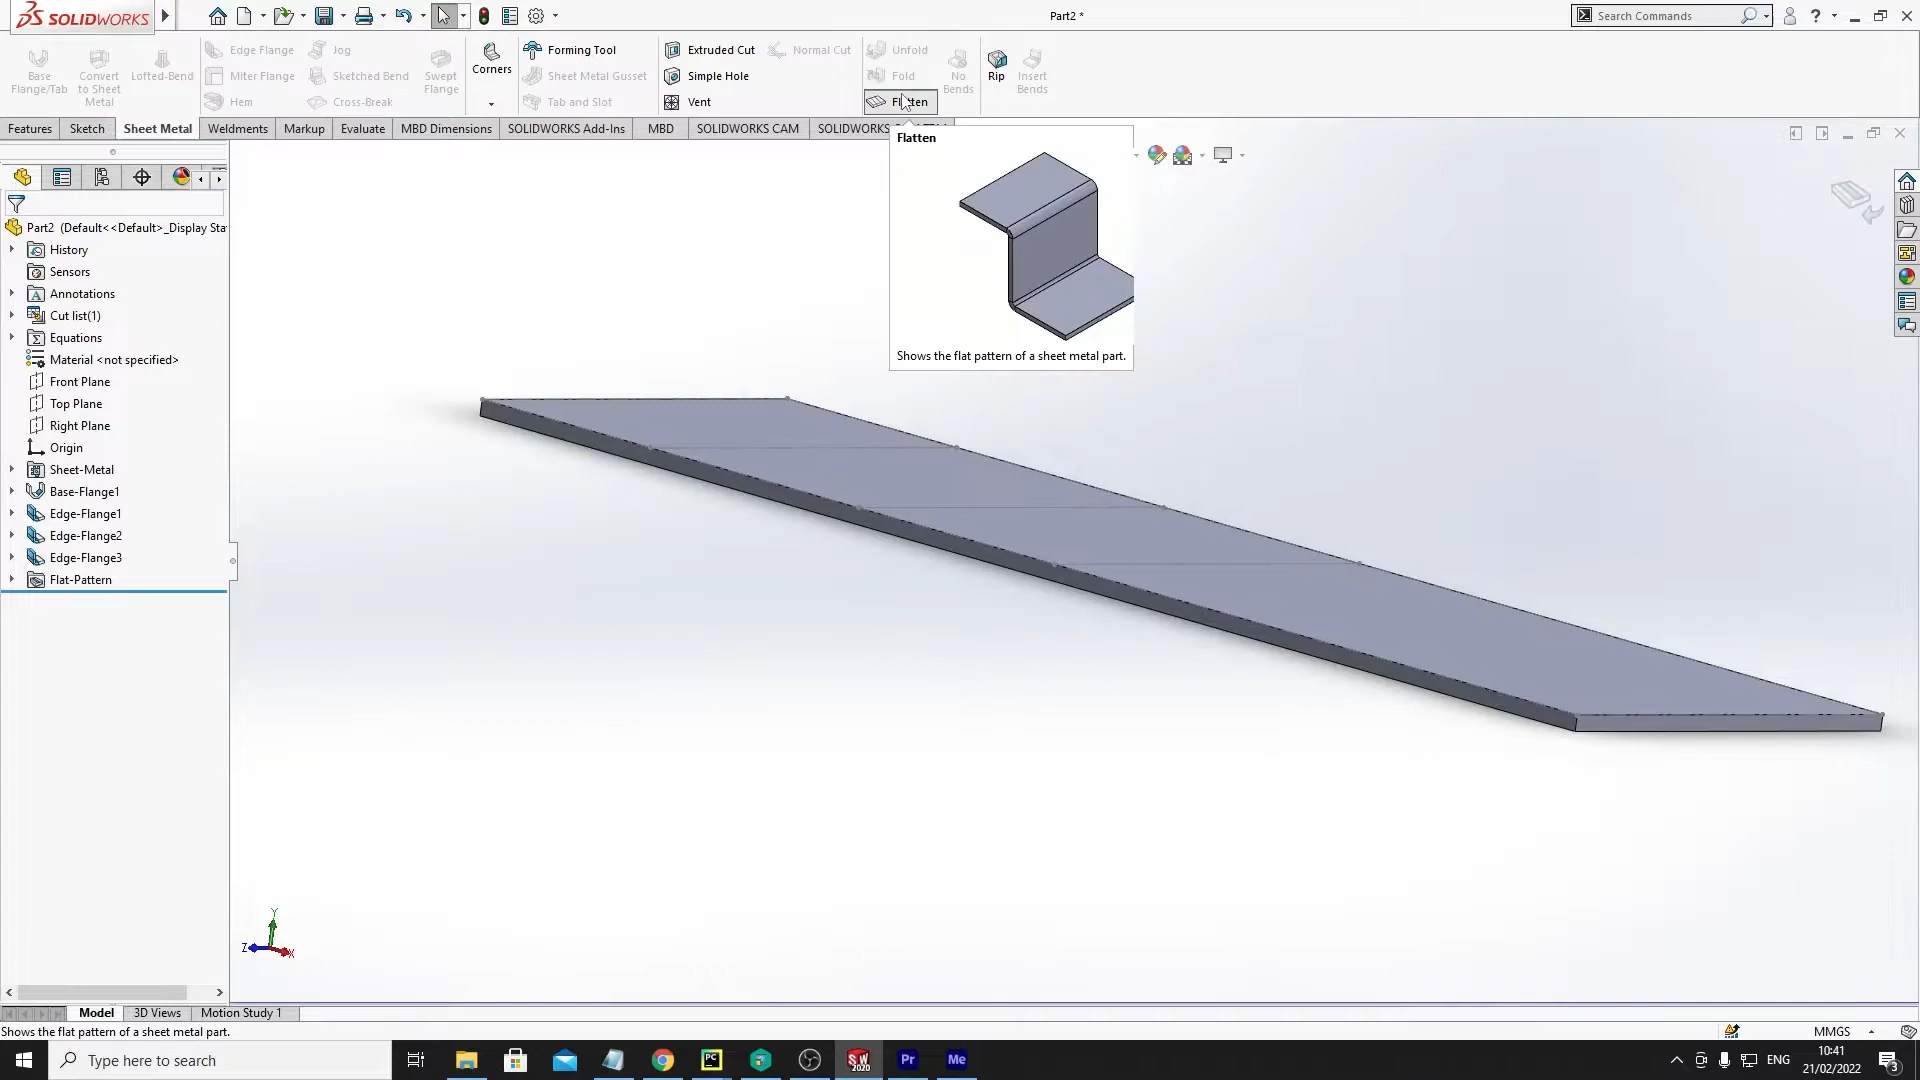 SOLIDWORKS
Part2 *
Search Commands
Base Flange/Tab
Convert to Sheet Metal
Lofted-Bend
Edge Flange
Miter Flange
Hem
Jog
Sketched Bend
Cross-Break
Swept Flange
Corners
Forming Tool
Sheet Metal Gusset
Tab and Slot
Extruded Cut
Simple Hole
Vent
Normal Cut
Unfold
Fold
Flatten
No Bends
Rip
Insert Bends
Features
Sketch
Sheet Metal
Weldments
Markup
Evaluate
MBD Dimensions
SOLIDWORKS Add-Ins
MBD
SOLIDWORKS CAM
SOLIDWORKS
Flatten
Shows the flat pattern of a sheet metal part.
Part2 (Default<<Default>_Display Sta
History
Sensors
Annotations
Cut list(1)
Equations
Material <not specified>
Front Plane
Top Plane
Right Plane
Origin
Sheet-Metal
Base-Flange1
Edge-Flange1
Edge-Flange2
Edge-Flange3
Flat-Pattern
Y
Z
X
Model
3D Views
Motion Study 1
Shows the flat pattern of a sheet metal part.
MMGS
Type here to search
PC
SW
2020
Pr
Me
ENG
10:41
21/02/2022
3